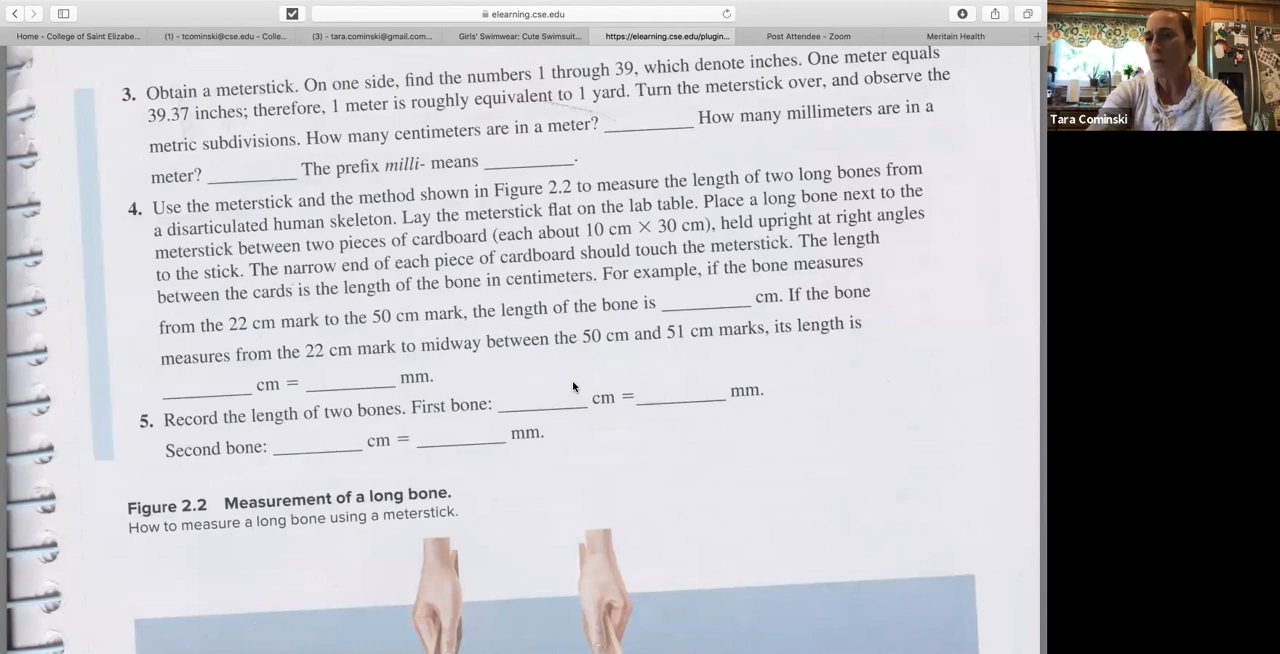 elearning.cse.edu
Home - College of Saint Elizabe...
(1) - tcominski@cse.edu - Colle...
(3) - tara.cominski@gmail.com...
Girls' Swimwear: Cute Swimsuit...
https://elearning.cse.edu/plugin...
Post Attendee - Zoom
Meritain Health
3. Obtain a meterstick. On one side, find the numbers 1 through 39, which denote inches. One meter equals
39.37 inches; therefore, 1 meter is roughly equivalent to 1 yard. Turn the meterstick over, and observe the
metric subdivisions. How many centimeters are in a meter? __________ How many millimeters are in a
meter? __________ The prefix milli- means __________.
4. Use the meterstick and the method shown in Figure 2.2 to measure the length of two long bones from
a disarticulated human skeleton. Lay the meterstick flat on the lab table. Place a long bone next to the
meterstick between two pieces of cardboard (each about 10 cm × 30 cm), held upright at right angles
to the stick. The narrow end of each piece of cardboard should touch the meterstick. The length
between the cards is the length of the bone in centimeters. For example, if the bone measures
from the 22 cm mark to the 50 cm mark, the length of the bone is __________ cm. If the bone
measures from the 22 cm mark to midway between the 50 cm and 51 cm marks, its length is
__________ cm = __________ mm.
5. Record the length of two bones. First bone: __________ cm = __________ mm.
Second bone: __________ cm = __________ mm.
Figure 2.2 Measurement of a long bone.
How to measure a long bone using a meterstick.
Tara Cominski